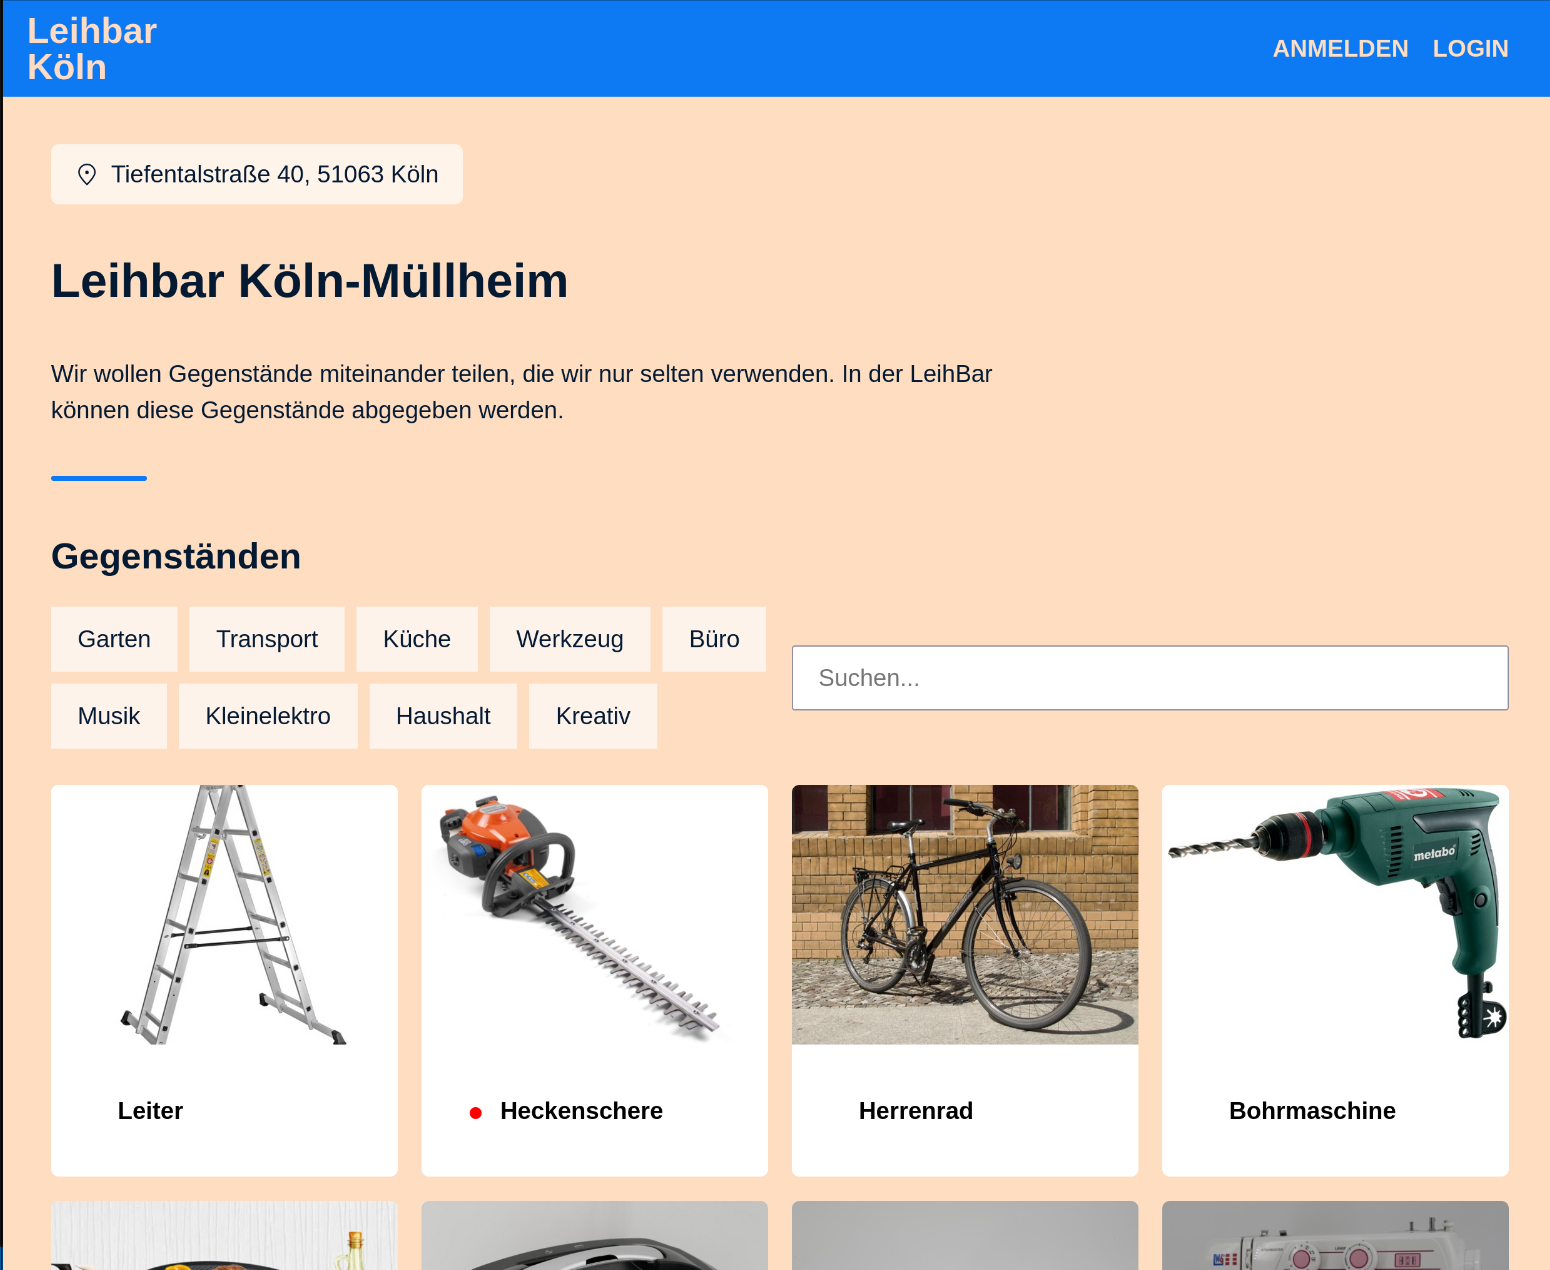 Leihbar
Köln
ANMELDEN LOGIN
Tiefentalstraße 40, 51063 Köln
Leihbar Köln-Müllheim
Wir wollen Gegenstände miteinander teilen, die wir nur selten verwenden. In der LeihBar
können diese Gegenstände abgegeben werden.
Gegenständen
Garten Transport Küche Werkzeug Büro
Musik Kleinelektro Haushalt Kreativ
Suchen...
metabo
Leiter
Heckenschere
Herrenrad
Bohrmaschine